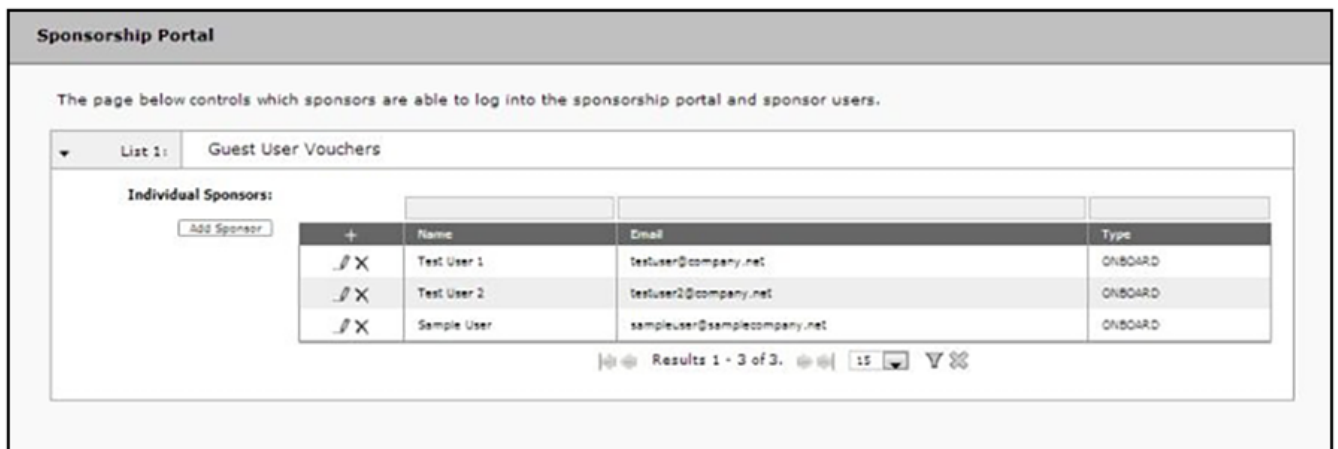 Sponsorship Portal
The page below controls which sponsors are able to log into the sponsorship portal and sponsor users.
List 1: Guest User Vouchers
Individual Sponsors:
Add Sponsor
+ Name Email Type
Test User 1 testuser@company.net ONBOARD
Test User 2 testuser2@company.net ONBOARD
Sample User sampleuser@samplecompany.net ONBOARD
Results 1 - 3 of 3. 15